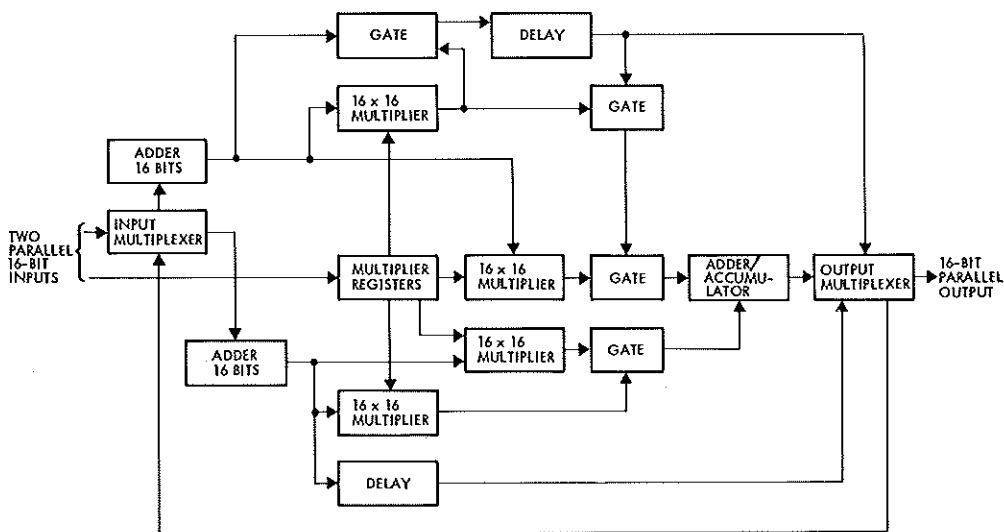 GATE
DELAY
16 x 16
MULTIPLIER
GATE
ADDER
16 BITS
TWO
PARALLEL
16-BIT
INPUTS
INPUT
MULTIPLEXER
MULTIPLIER
REGISTERS
16 x 16
MULTIPLIER
GATE
ADDER/
ACCUMU-
LATOR
OUTPUT
MULTIPLEXER
16-BIT
PARALLEL
OUTPUT
ADDER
16 BITS
16 x 16
MULTIPLIER
GATE
16 x 16
MULTIPLIER
DELAY